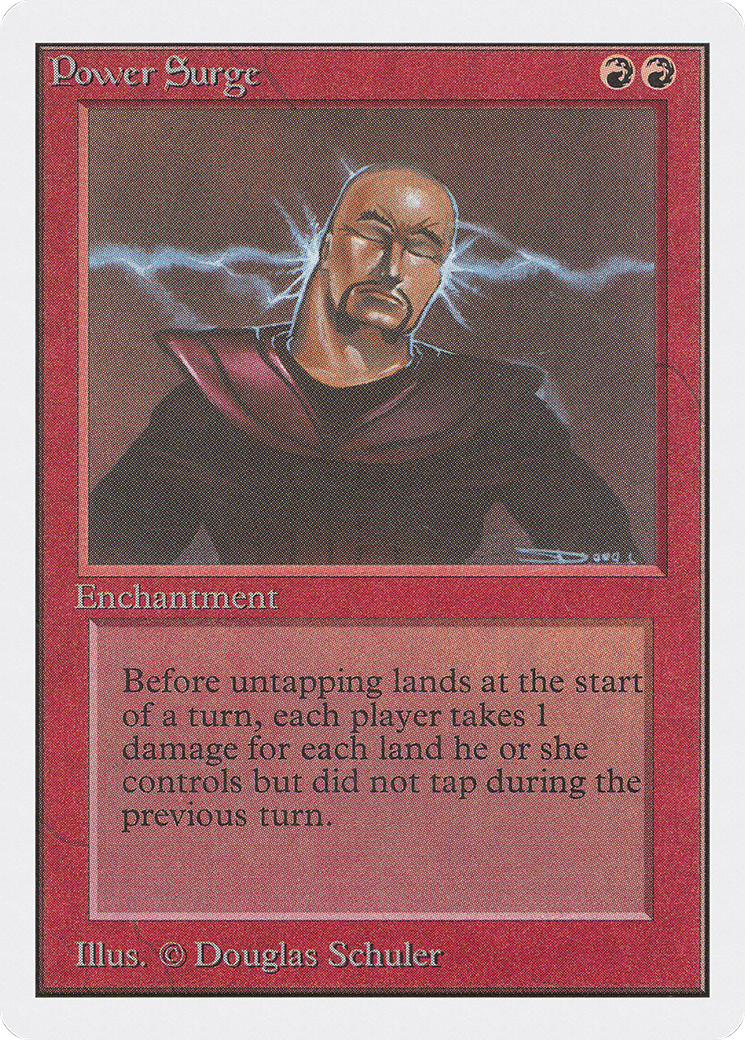 Power Surge
Enchantment
Before untapping lands at the start
of a turn, each player takes 1
damage for each land he or she
controls but did not tap during the
previous turn.
Illus. © Douglas Schuler